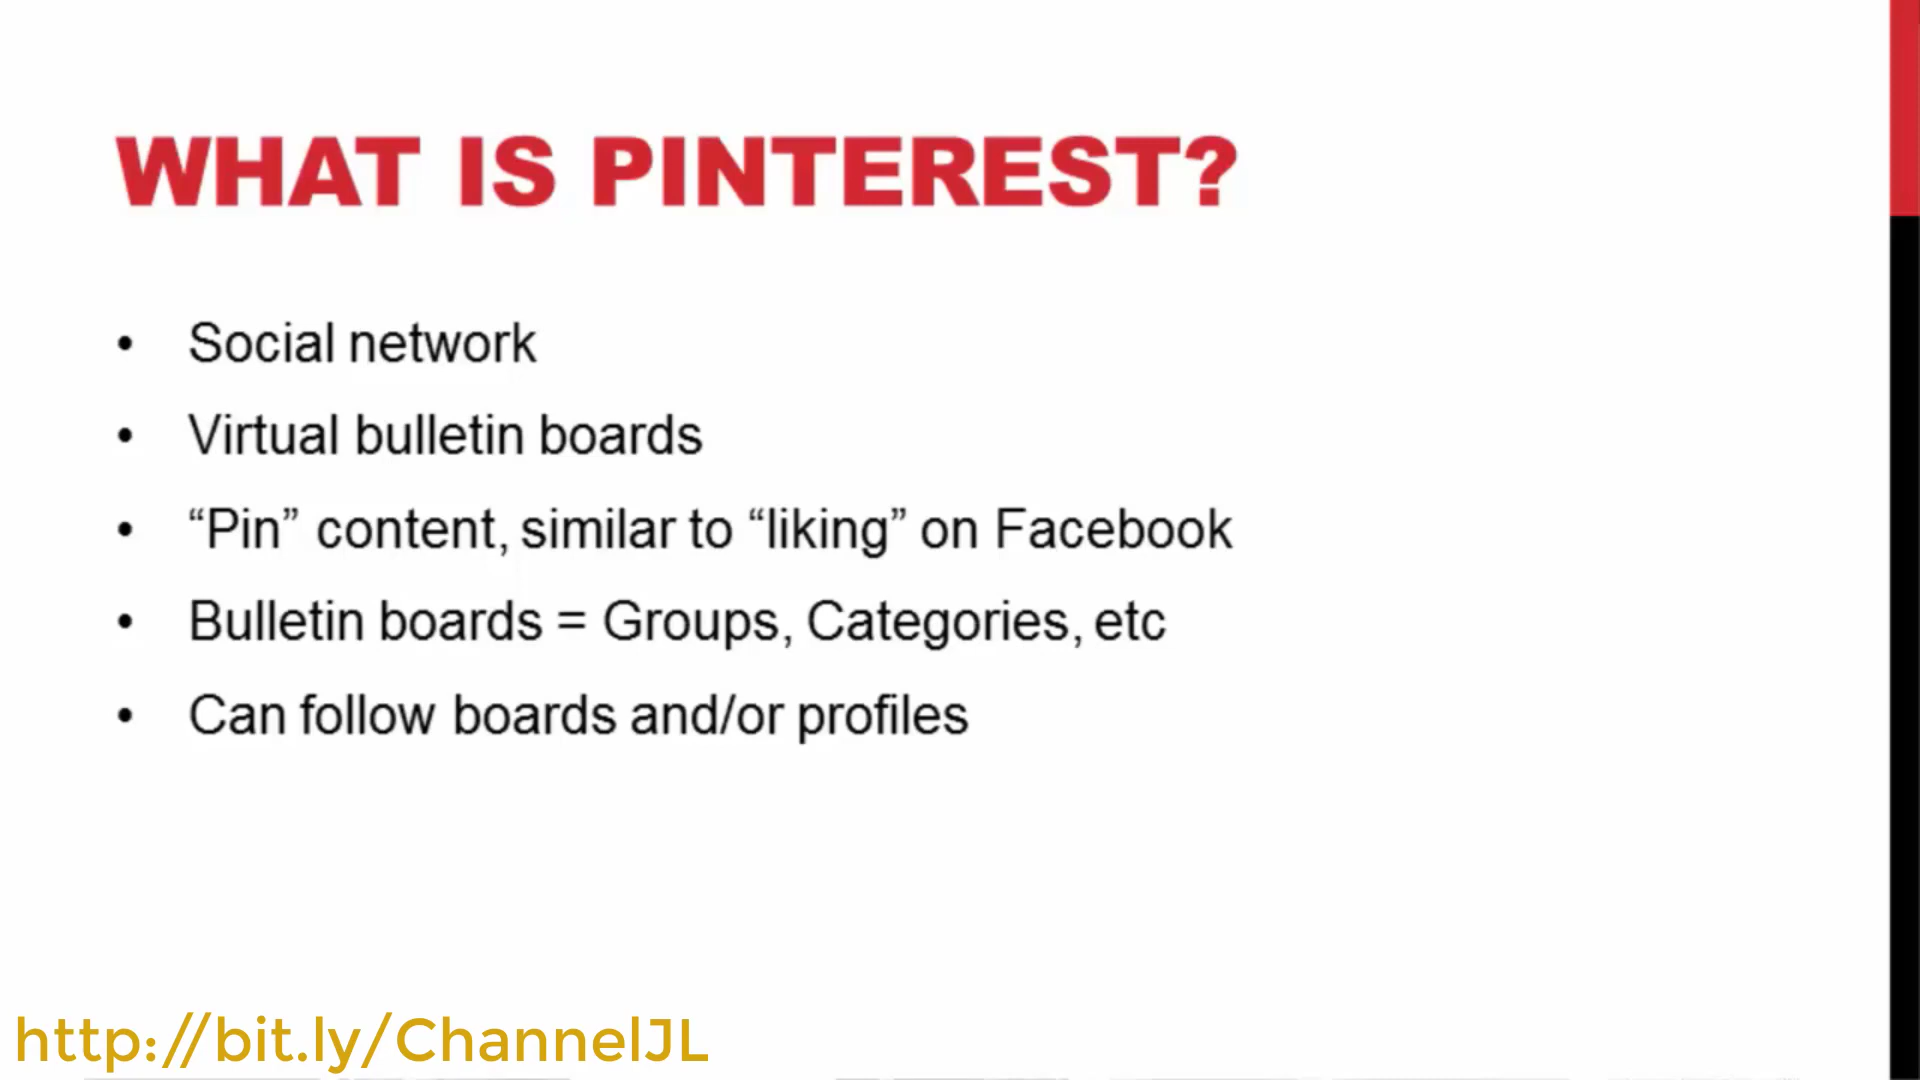 WHAT IS PINTEREST?
• Social network
• Virtual bulletin boards
• “Pin” content, similar to “liking” on Facebook
• Bulletin boards = Groups, Categories, etc
• Can follow boards and/or profiles
http://bit.ly/ChannelJL